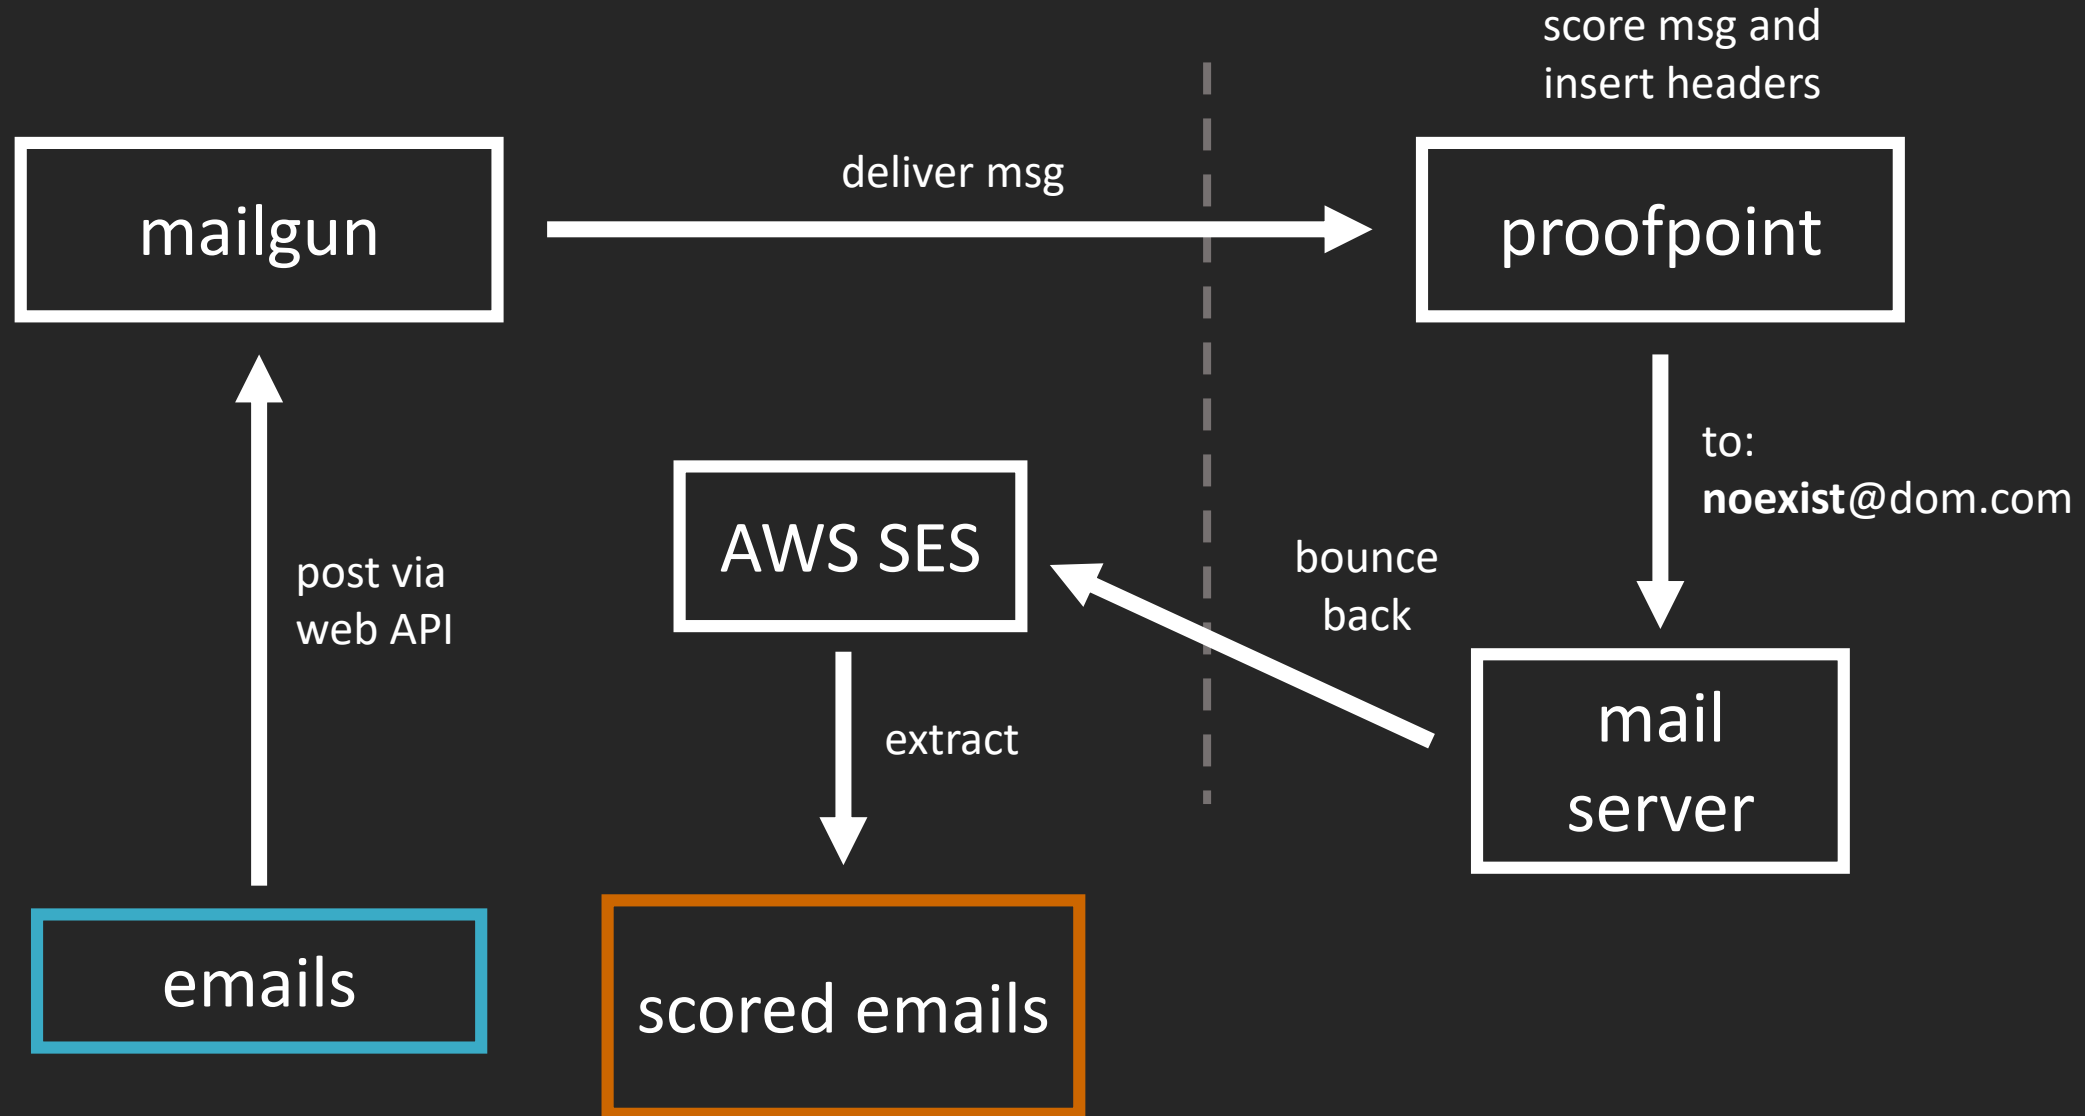 score msg and
insert headers
mailgun
deliver msg
proofpoint
to:
noexist@dom.com
AWS SES
bounce
back
post via
web API
extract
mail
server
emails
scored emails